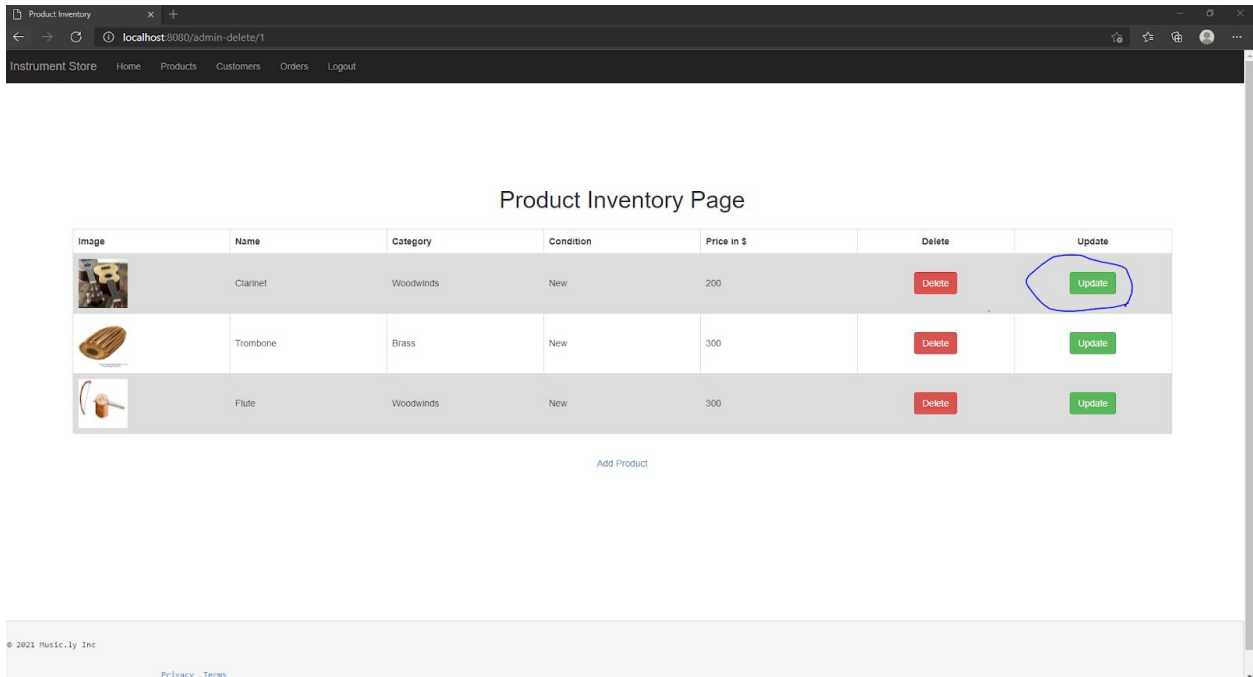 Product Inventory
localhost:8080/admin-delete/1
Instrument Store Home Products Customers Orders Logout
Product Inventory Page
Image Name Category Condition Price in $ Delete Update
Clarinet Woodwinds New 200 Delete Update
Trombone Brass New 300 Delete Update
Flute Woodwinds New 300 Delete Update
Add Product
© 2021 Music.ly Inc
Privacy Terms